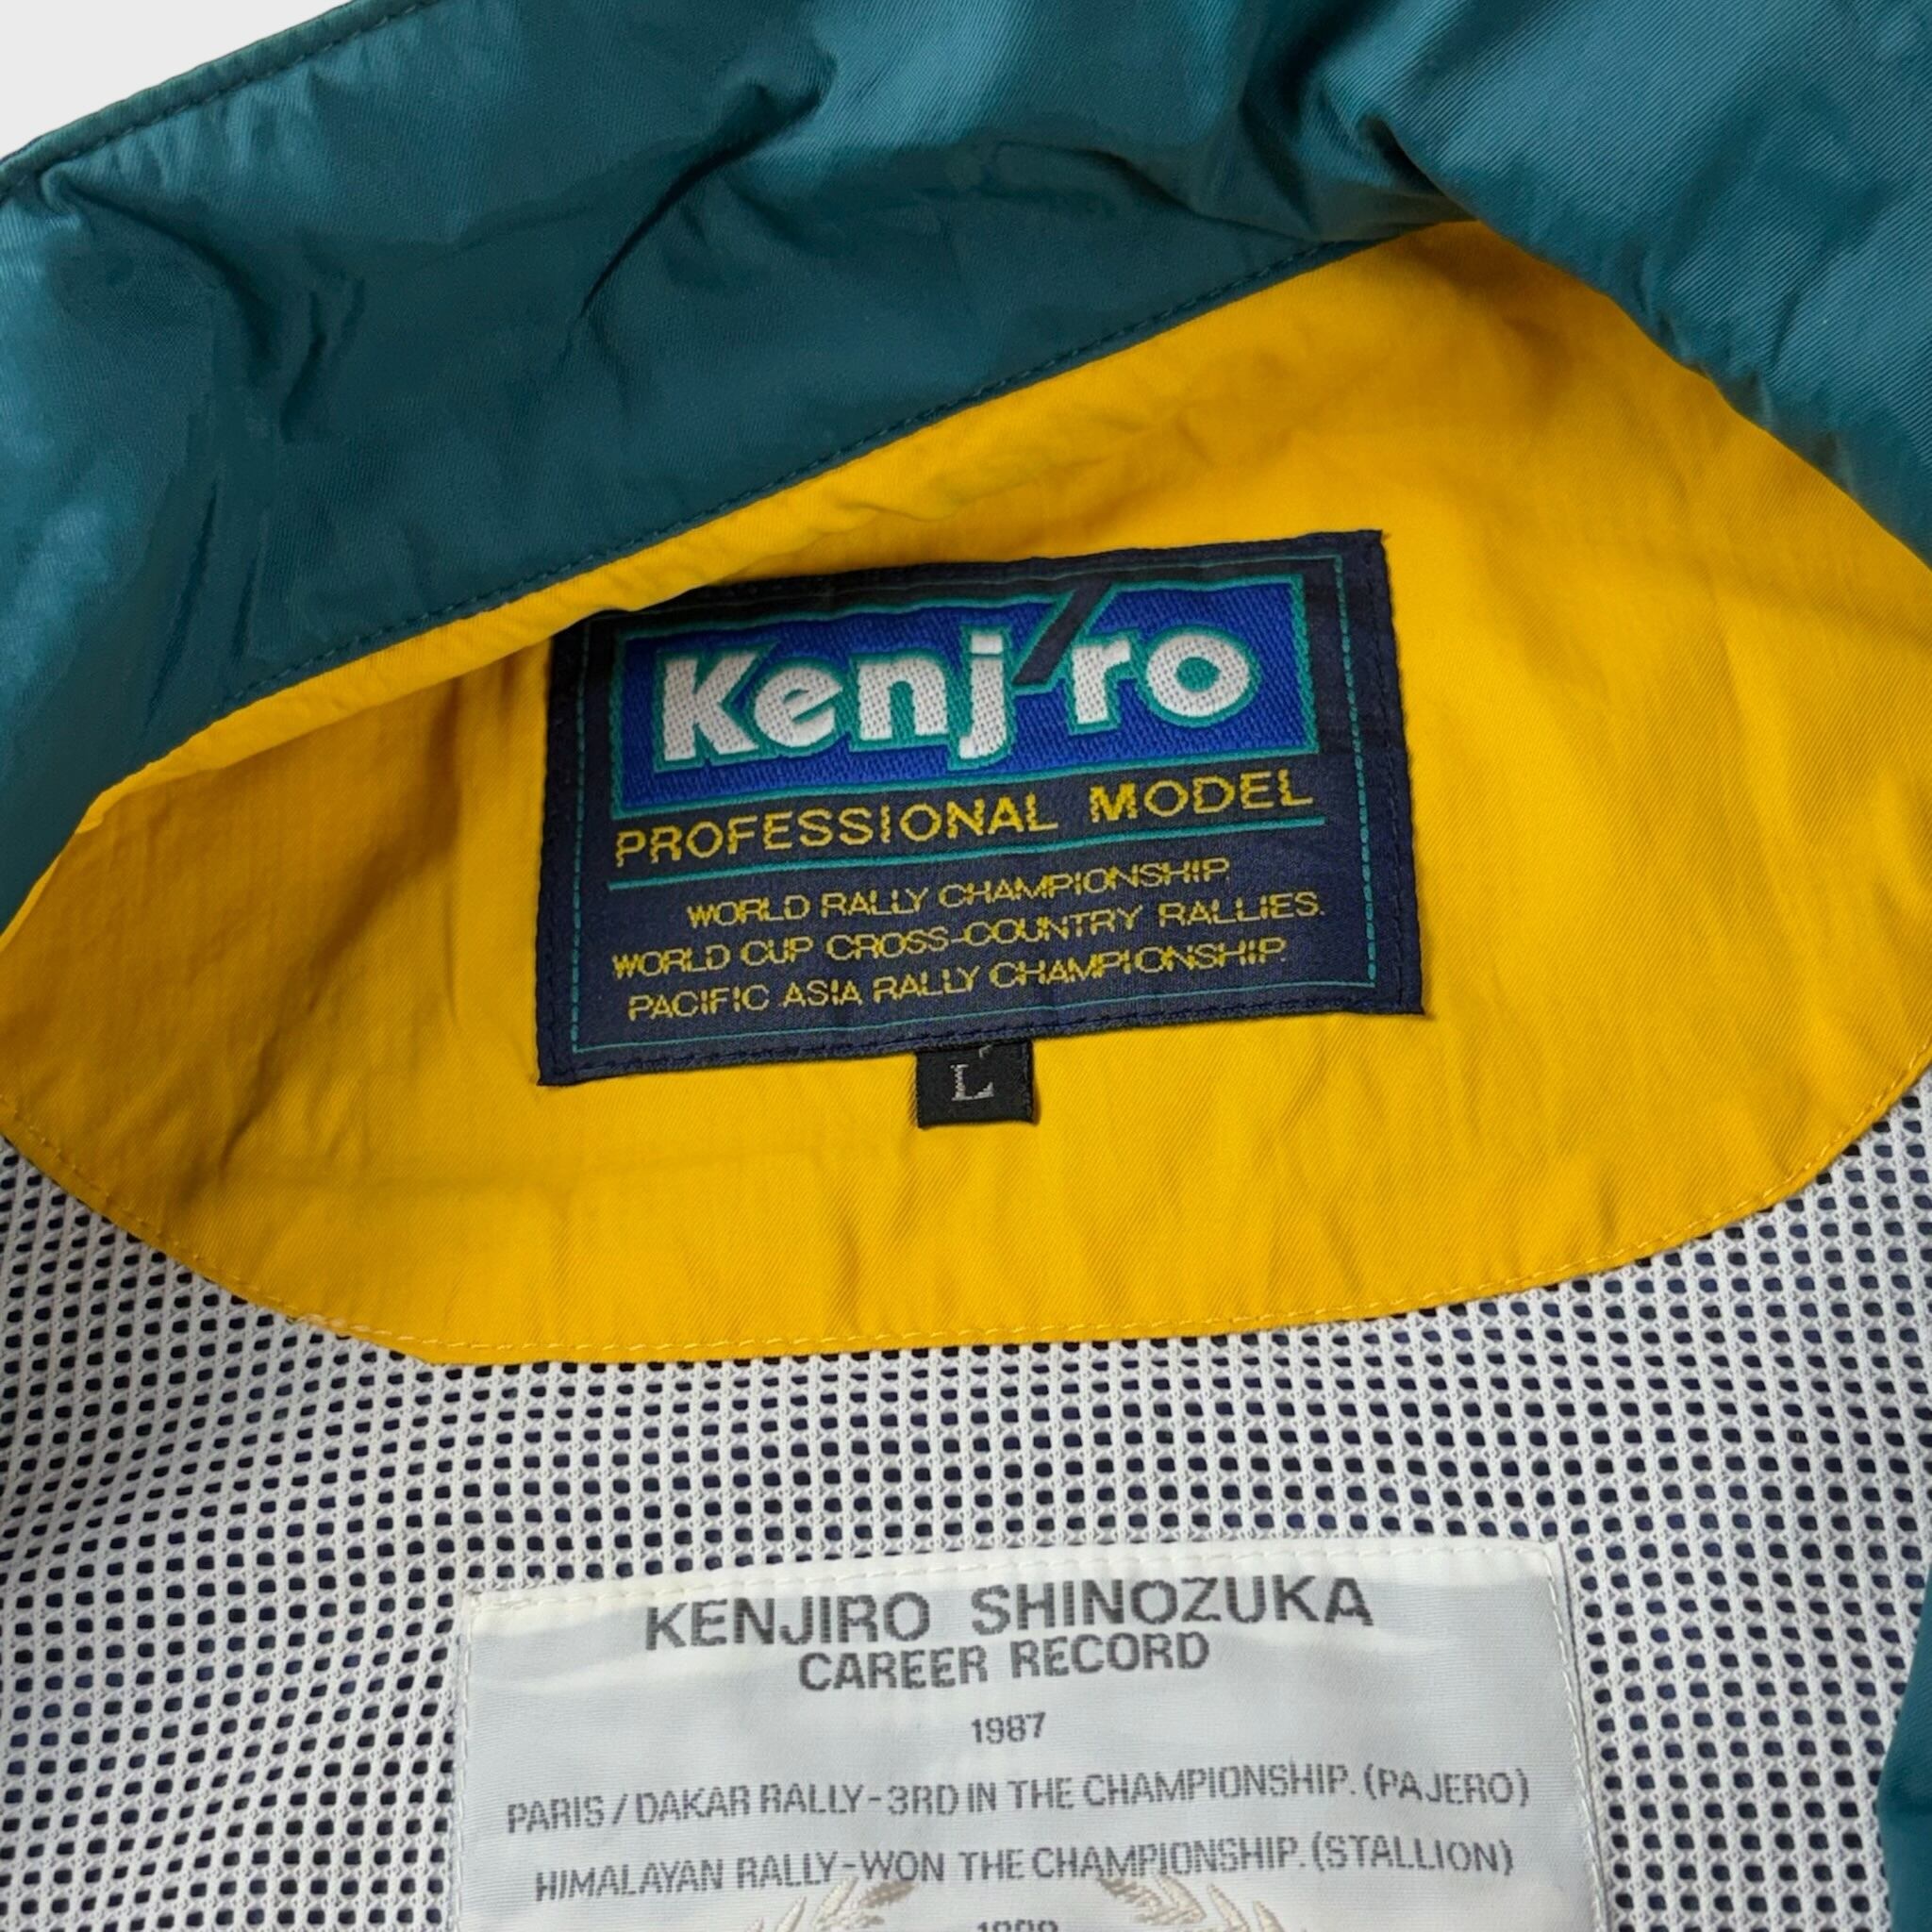 Kenj'ro
PROFESSIONAL MODEL
WORLD RALLY CHAMPIONSHIP.
WORLD CUP CROSS-COUNTRY RALLIES.
PACIFIC ASIA RALLY CHAMPIONSHIP.
L
KENJIRO SHINOZUKA
CAREER RECORD
1987
PARIS / DAKAR RALLY-3RD IN THE CHAMPIONSHIP. (PAJERO)
HIMALAYAN RALLY-WON THE CHAMPIONSHIP. (STALLION)